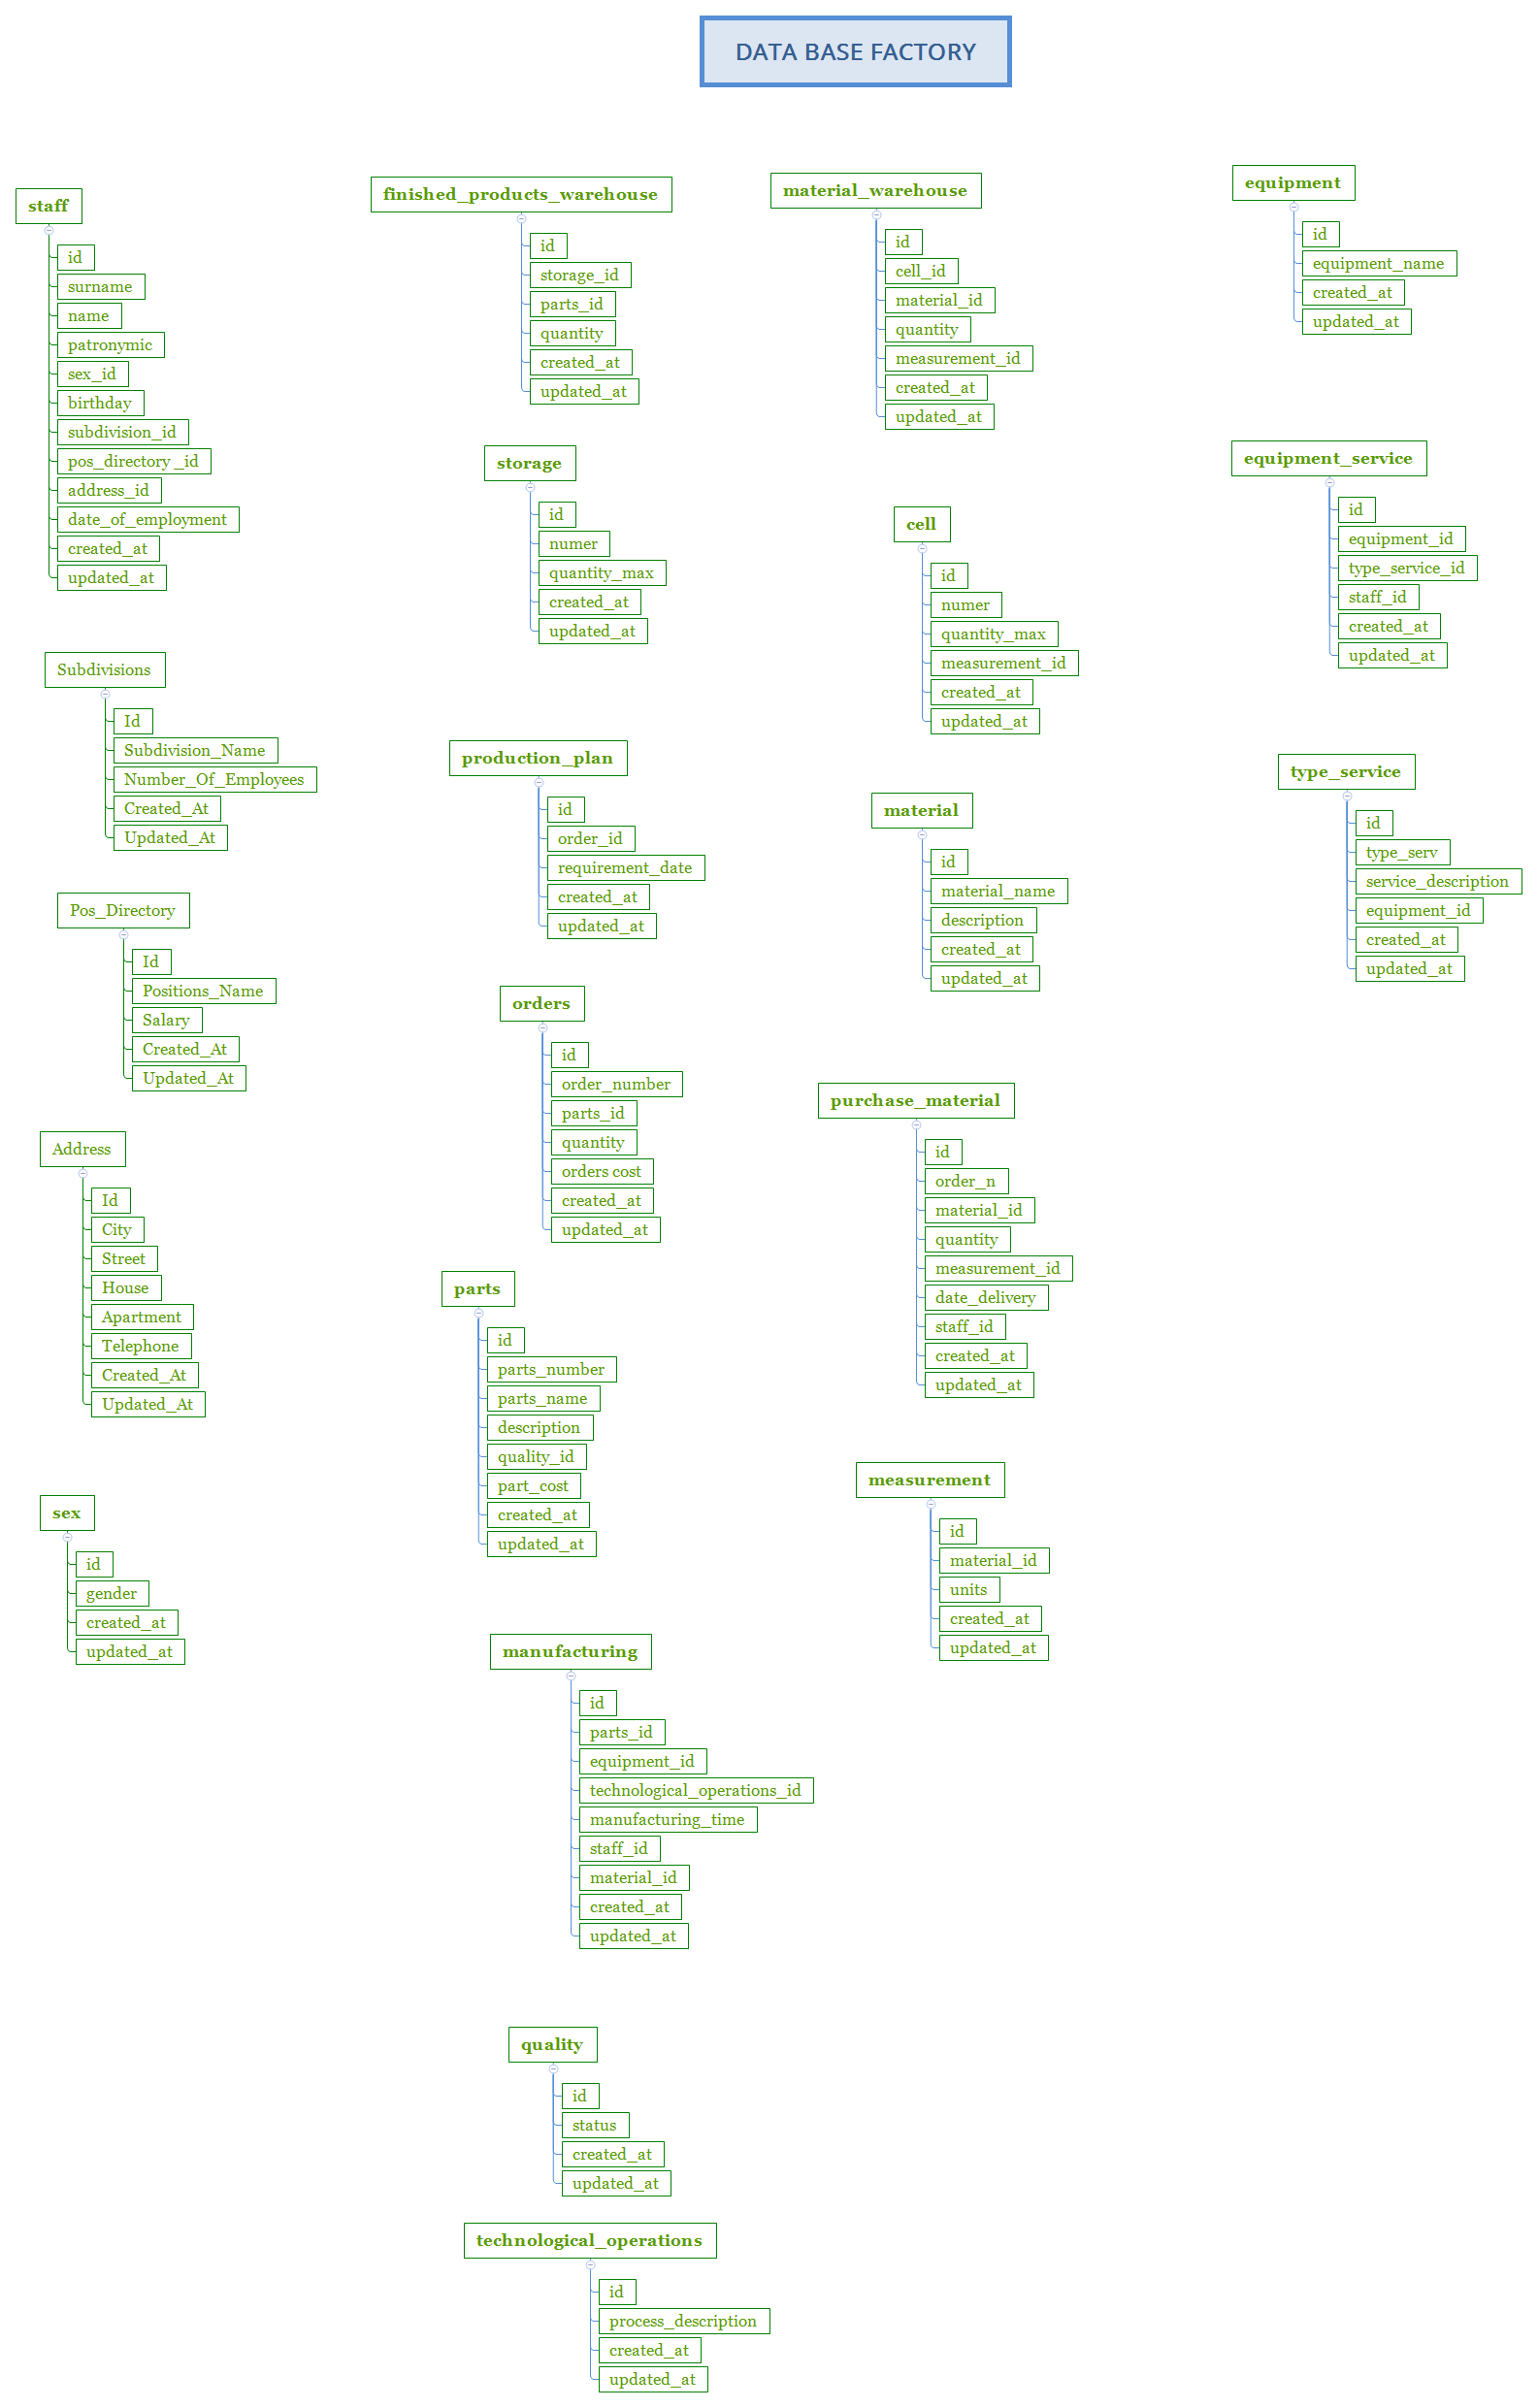 DATA BASE FACTORY
staff
id
surname
name
patronymic
sex_id
birthday
subdivision_id
pos_directory _id
address_id
date_of_employment
created_at
updated_at
Subdivisions
Id
Subdivision_Name
Number_Of_Employees
Created_At
Updated_At
Pos_Directory
Id
Positions_Name
Salary
Created_At
Updated_At
Address
Id
City
Street
House
Apartment
Telephone
Created_At
Updated_At
sex
id
gender
created_at
updated_at
finished_products_warehouse
id
storage_id
parts_id
quantity
created_at
updated_at
storage
id
numer
quantity_max
created_at
updated_at
production_plan
id
order_id
requirement_date
created_at
updated_at
orders
id
order_number
parts_id
quantity
orders cost
created_at
updated_at
parts
id
parts_number
parts_name
description
quality_id
part_cost
created_at
updated_at
manufacturing
id
parts_id
equipment_id
technological_operations_id
manufacturing_time
staff_id
material_id
created_at
updated_at
quality
id
status
created_at
updated_at
technological_operations
id
process_description
created_at
updated_at
material_warehouse
id
cell_id
material_id
quantity
measurement_id
created_at
updated_at
cell
id
numer
quantity_max
measurement_id
created_at
updated_at
material
id
material_name
description
created_at
updated_at
purchase_material
id
order_n
material_id
quantity
measurement_id
date_delivery
staff_id
created_at
updated_at
measurement
id
material_id
units
created_at
updated_at
equipment
id
equipment_name
created_at
updated_at
equipment_service
id
equipment_id
type_service_id
staff_id
created_at
updated_at
type_service
id
type_serv
service_description
equipment_id
created_at
updated_at